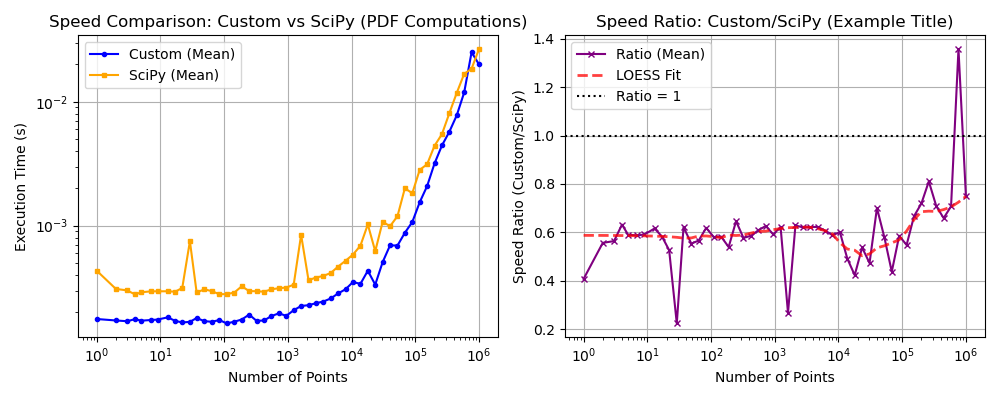 Speed Comparison: Custom vs SciPy (PDF Computations)
Custom (Mean)
SciPy (Mean)
Execution Time (s)
10⁻²
10⁻³
10⁰ 10¹ 10² 10³ 10⁴ 10⁵ 10⁶
Number of Points
Speed Ratio: Custom/SciPy (Example Title)
Ratio (Mean)
LOESS Fit
Ratio = 1
Speed Ratio (Custom/SciPy)
1.4
1.2
1.0
0.8
0.6
0.4
0.2
10⁰ 10¹ 10² 10³ 10⁴ 10⁵ 10⁶
Number of Points